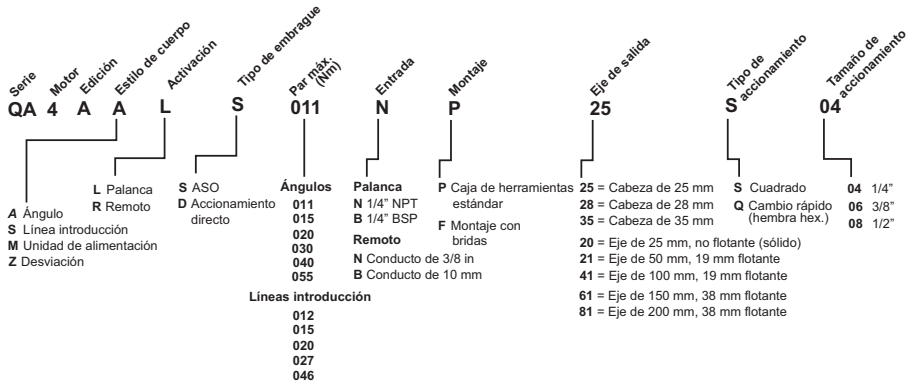 Serie
Motor
Edición
Estilo de cuerpo
Activación
Tipo de embrague
Par máx.
(Nm)
Entrada
Montaje
Eje de salida
Tipo de
accionamiento
Tamaño de
accionamiento
QA 4 A A L S 011 N P 25 S 04
A Ángulo
S Línea introducción
M Unidad de alimentación
Z Desviación
L Palanca
R Remoto
S ASO
D Accionamiento
directo
Ángulos
011
015
020
030
040
055
Líneas introducción
012
015
020
027
046
Palanca
N 1/4” NPT
B 1/4” BSP
Remoto
N Conducto de 3/8 in
B Conducto de 10 mm
P Caja de herramientas
estándar
F Montaje con
bridas
25 = Cabeza de 25 mm
28 = Cabeza de 28 mm
35 = Cabeza de 35 mm
20 = Eje de 25 mm, no flotante (sólido)
21 = Eje de 50 mm, 19 mm flotante
41 = Eje de 100 mm, 19 mm flotante
61 = Eje de 150 mm, 38 mm flotante
81 = Eje de 200 mm, 38 mm flotante
S Cuadrado
Q Cambio rápido
(hembra hex.)
04 1/4”
06 3/8”
08 1/2”